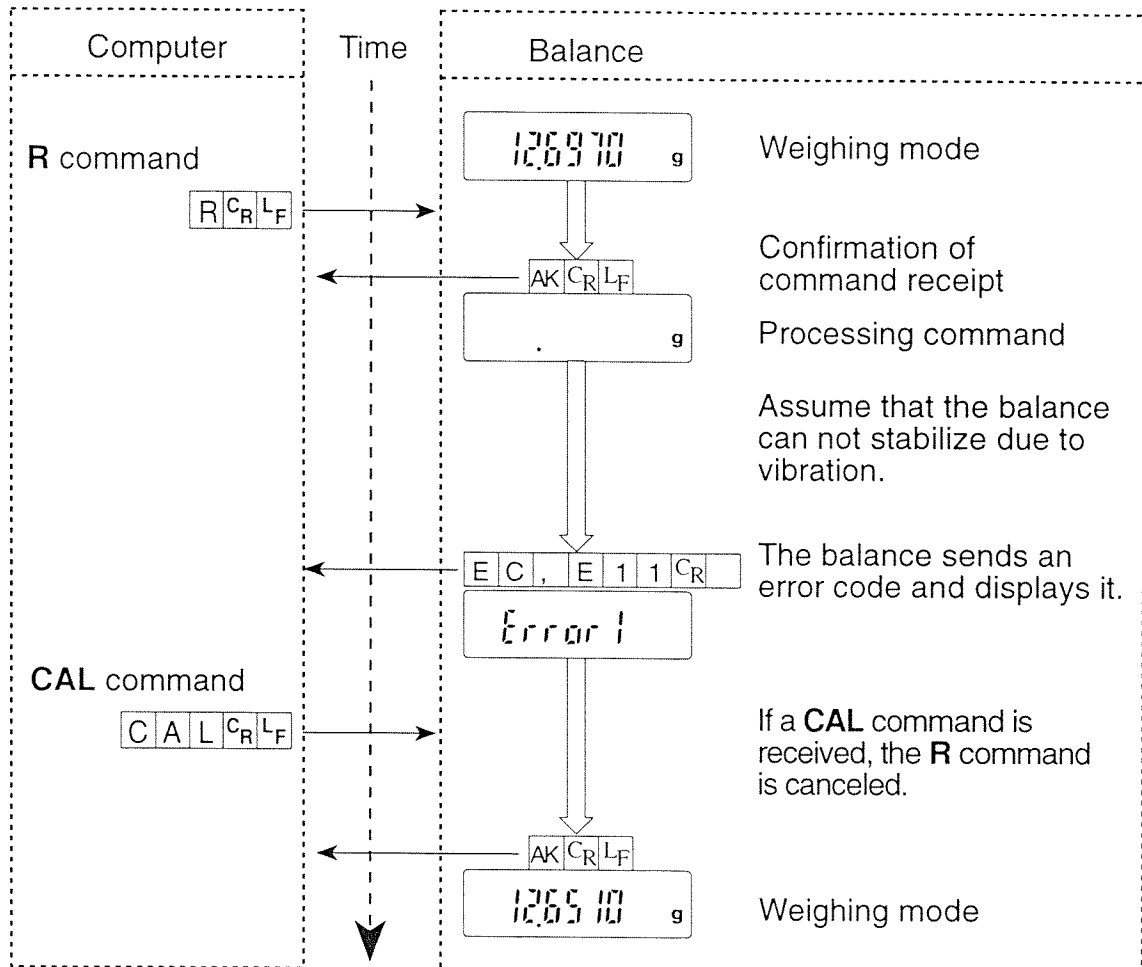 Computer
Time
Balance
12.6970 g
Weighing mode
R command
R CR LF
AK CR LF
Confirmation of
command receipt
. g
Processing command
Assume that the balance
can not stabilize due to
vibration.
EC, E11 CR
The balance sends an
error code and displays it.
Error 1
CAL command
CAL CR LF
If a CAL command is
received, the R command
is canceled.
AK CR LF
12.6510 g
Weighing mode